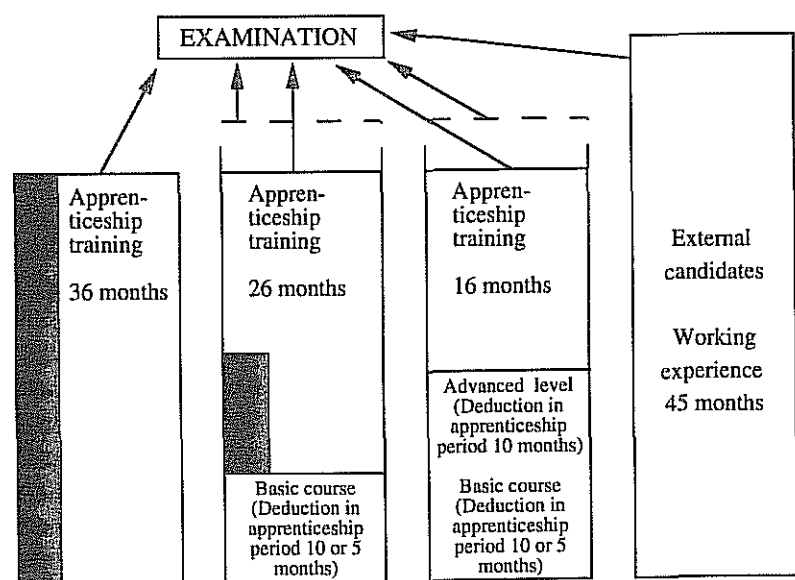 EXAMINATION
Appren-
ticeship
training
36 months
Appren-
ticeship
training
26 months
Basic course
(Deduction in
apprenticeship
period 10 or 5
months)
Appren-
ticeship
training
16 months
Advanced level
(Deduction in
apprenticeship
period 10 months)
Basic course
(Deduction in
apprenticeship
period 10 or 5
months)
External
candidates
Working
experience
45 months